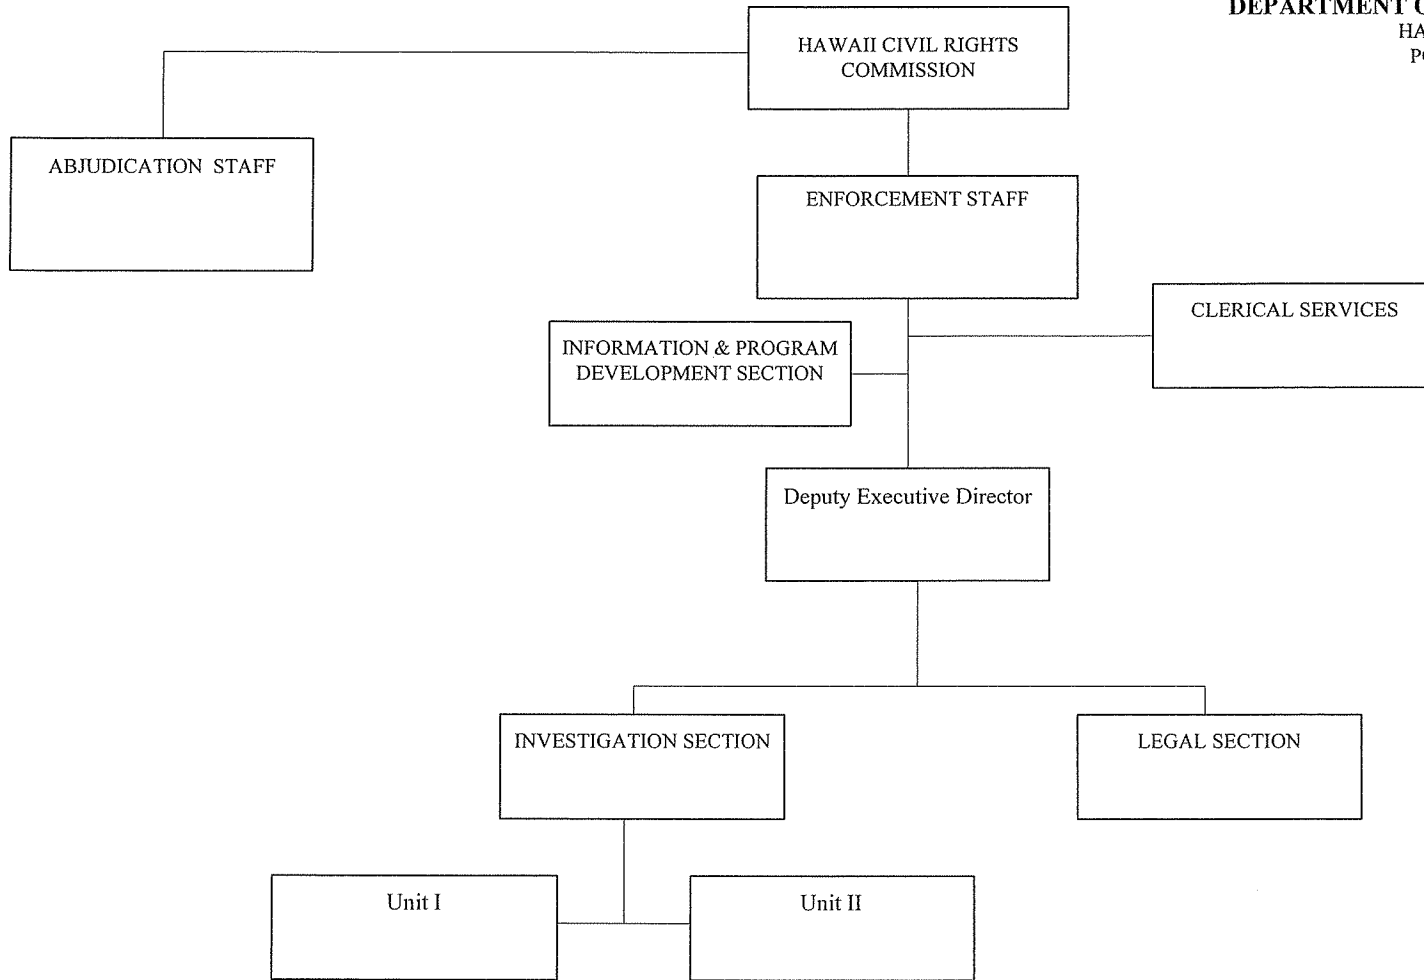 DEPARTMENT
HAWAII CIVIL RIGHTS
COMMISSION
ABJUDICATION STAFF
ENFORCEMENT STAFF
CLERICAL SERVICES
INFORMATION & PROGRAM
DEVELOPMENT SECTION
Deputy Executive Director
INVESTIGATION SECTION
LEGAL SECTION
Unit I
Unit II